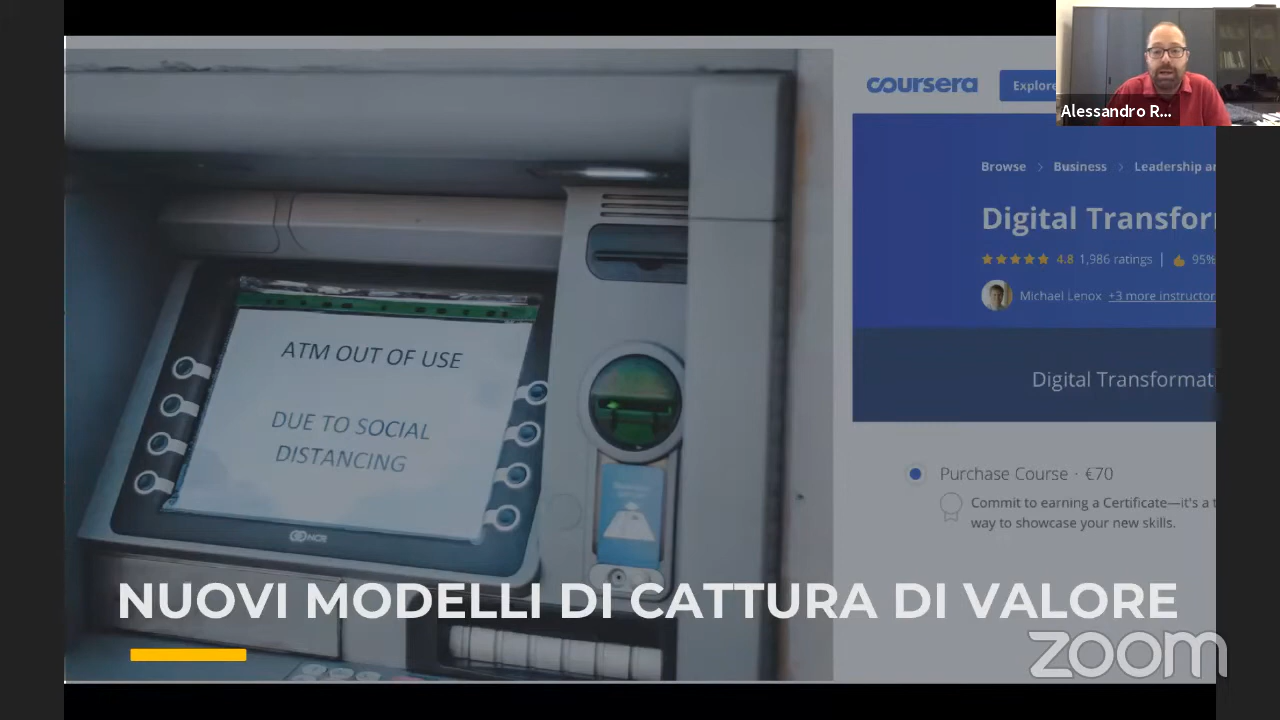 coursera
Explore
Alessandro R...
Browse > Business > Leadership an
Digital Transfor
4.8 1,986 ratings | 95%
Michael Lenox +3 more instructor
Digital Transformati
ATM OUT OF USE
DUE TO SOCIAL
DISTANCING
NCR
Purchase Course · €70
Commit to earning a Certificate—it's a t
way to showcase your new skills.
NUOVI MODELLI DI CATTURA DI VALORE
zoom